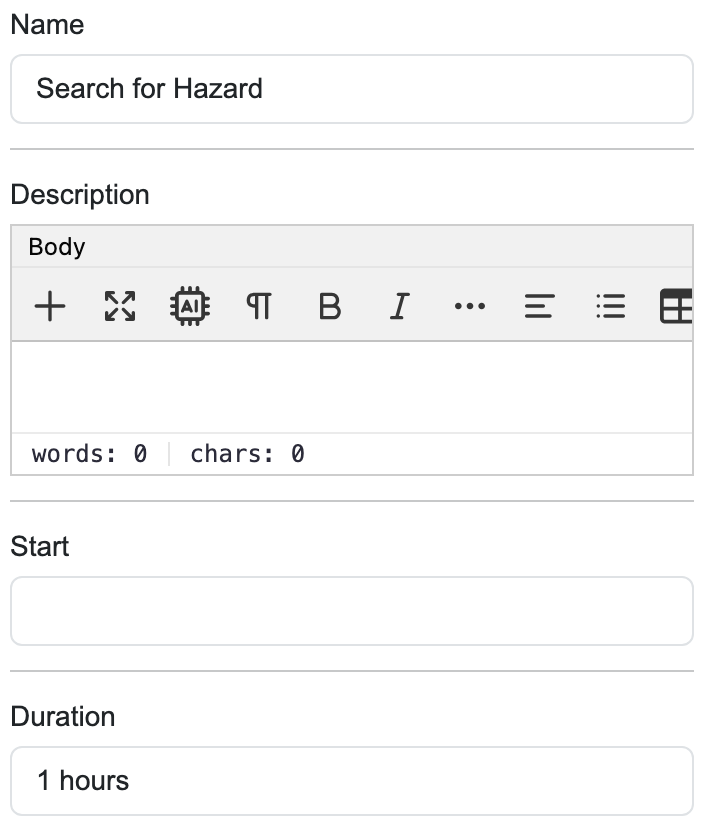 Name
Search for Hazard
Description
Body
AI
words: 0 chars: 0
Start
Duration
1 hours